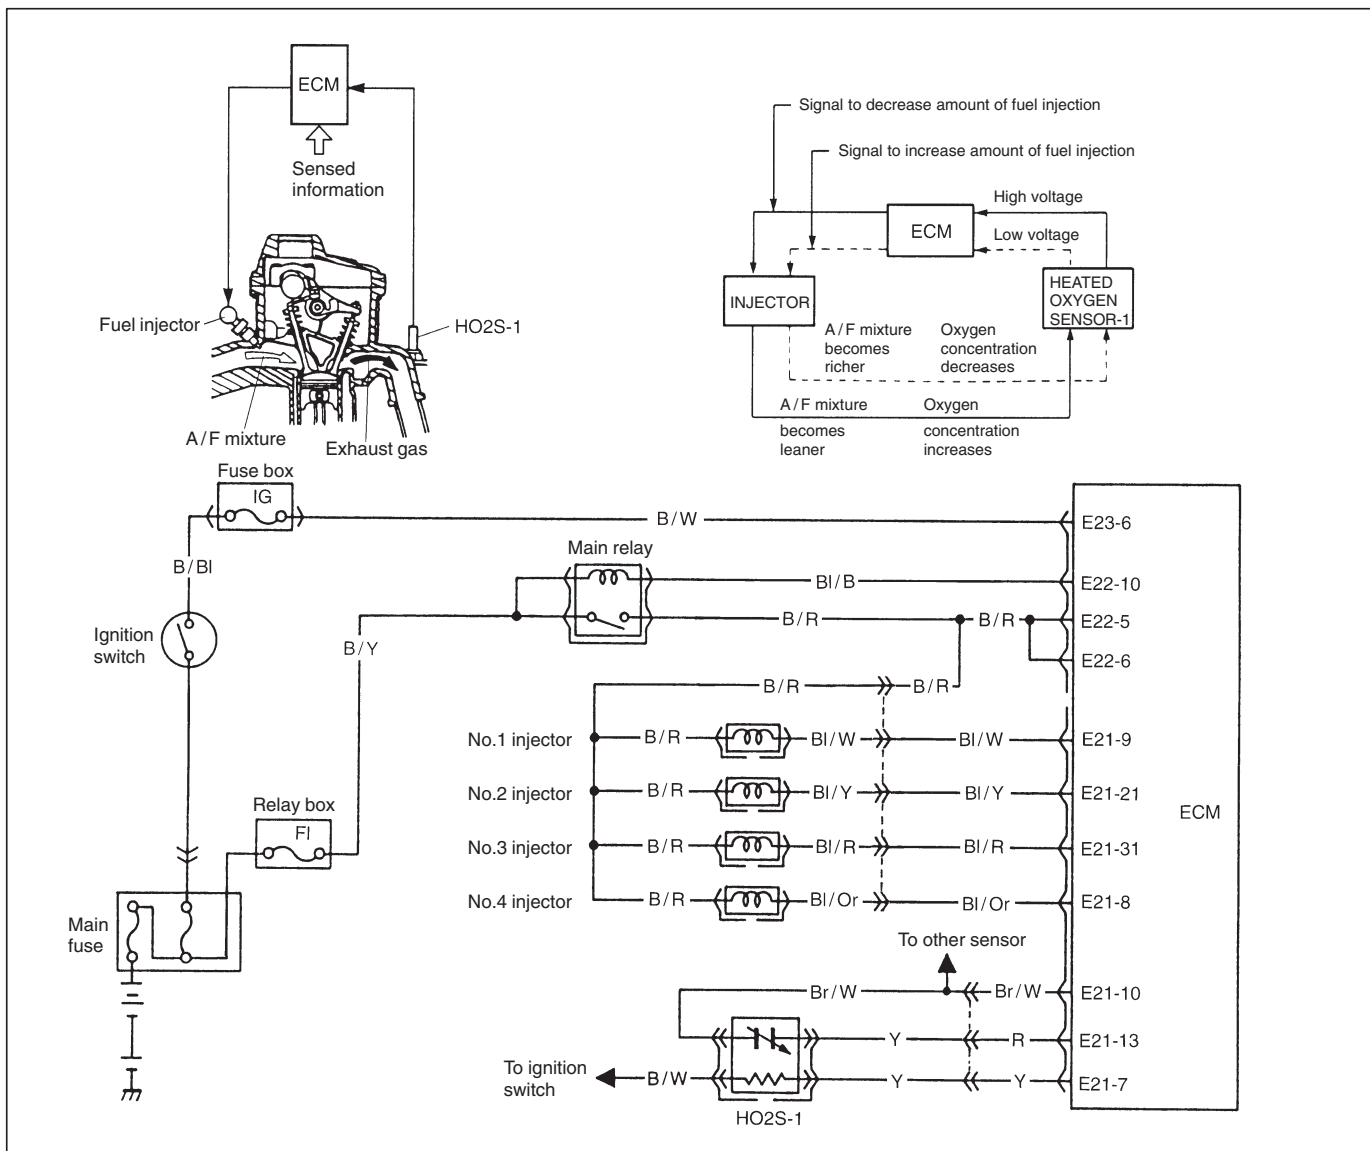 ECM
Sensed
information
Fuel injector
HO2S-1
A/F mixture
Exhaust gas
Signal to decrease amount of fuel injection
Signal to increase amount of fuel injection
High voltage
ECM
Low voltage
INJECTOR
HEATED
OXYGEN
SENSOR-1
A/F mixture
becomes
richer
Oxygen
concentration
decreases
A/F mixture
becomes
leaner
Oxygen
concentration
increases
Fuse box
IG
B/W
E23-6
B/Bl
Main relay
Bl/B
E22-10
Ignition
switch
B/Y
B/R
B/R
E22-5
E22-6
B/R
B/R
No.1 injector
B/R
Bl/W
Bl/W
E21-9
No.2 injector
B/R
Bl/Y
Bl/Y
E21-21
Relay box
FI
ECM
No.3 injector
B/R
Bl/R
Bl/R
E21-31
No.4 injector
B/R
Bl/Or
Bl/Or
E21-8
Main
fuse
To other sensor
Br/W
Br/W
E21-10
Y
R
E21-13
To ignition
switch
B/W
Y
Y
E21-7
HO2S-1